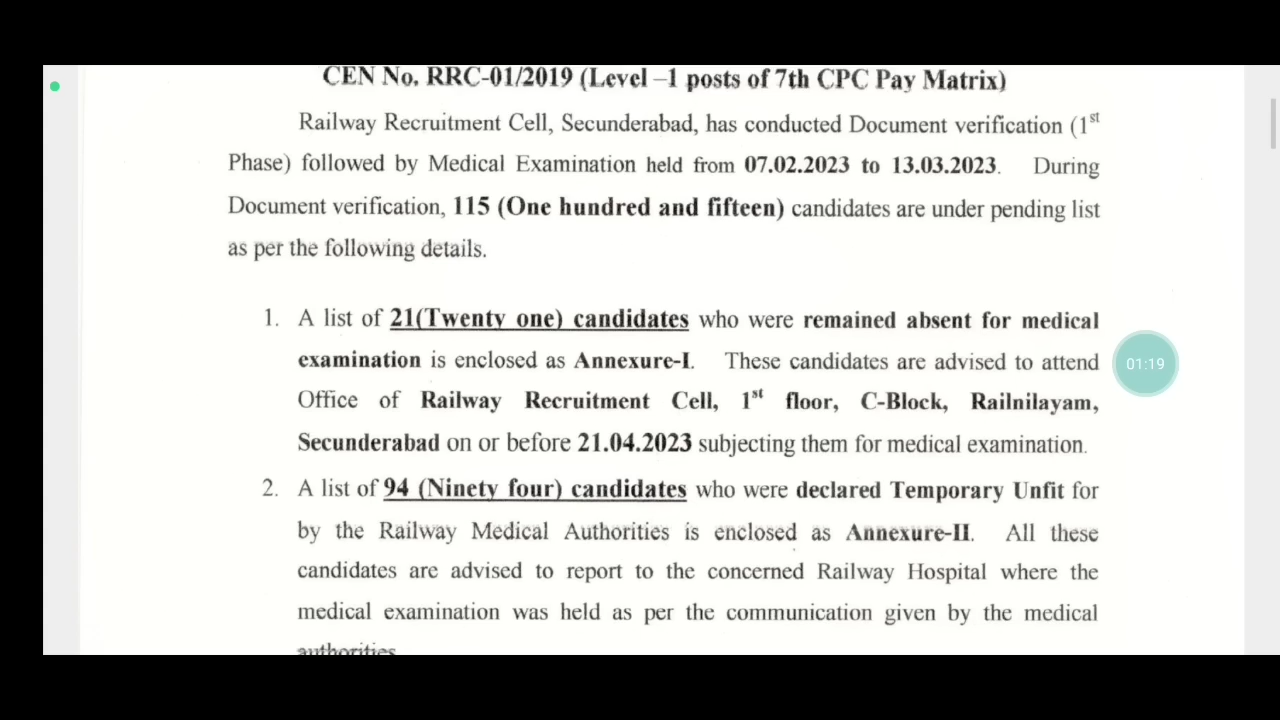 CEN No. RRC-01/2019 (Level –1 posts of 7th CPC Pay Matrix)
Railway Recruitment Cell, Secunderabad, has conducted Document verification (1st
Phase) followed by Medical Examination held from 07.02.2023 to 13.03.2023. During
Document verification, 115 (One hundred and fifteen) candidates are under pending list
as per the following details.
1. A list of 21(Twenty one) candidates who were remained absent for medical
examination is enclosed as Annexure-I. These candidates are advised to attend
Office of Railway Recruitment Cell, 1st floor, C-Block, Railnilayam,
Secunderabad on or before 21.04.2023 subjecting them for medical examination.
01:19
2. A list of 94 (Ninety four) candidates who were declared Temporary Unfit for
by the Railway Medical Authorities is enclosed as Annexure-II. All these
candidates are advised to report to the concerned Railway Hospital where the
medical examination was held as per the communication given by the medical
authorities